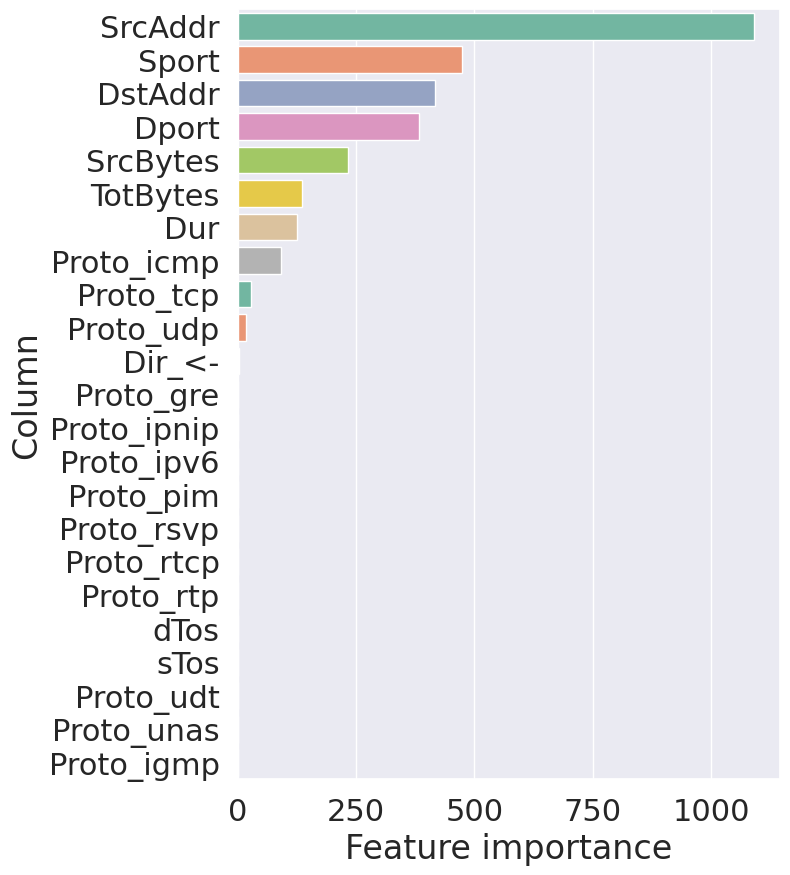 SrcAddr
Sport
DstAddr
Dport
SrcBytes
TotBytes
Dur
Proto_icmp
Proto_tcp
Proto_udp
Dir_<-
Proto_gre
Proto_ipnip
Proto_ipv6
Proto_pim
Proto_rsvp
Proto_rtcp
Proto_rtp
dTos
sTos
Proto_udt
Proto_unas
Proto_igmp
Column
0 250 500 750 1000
Feature importance